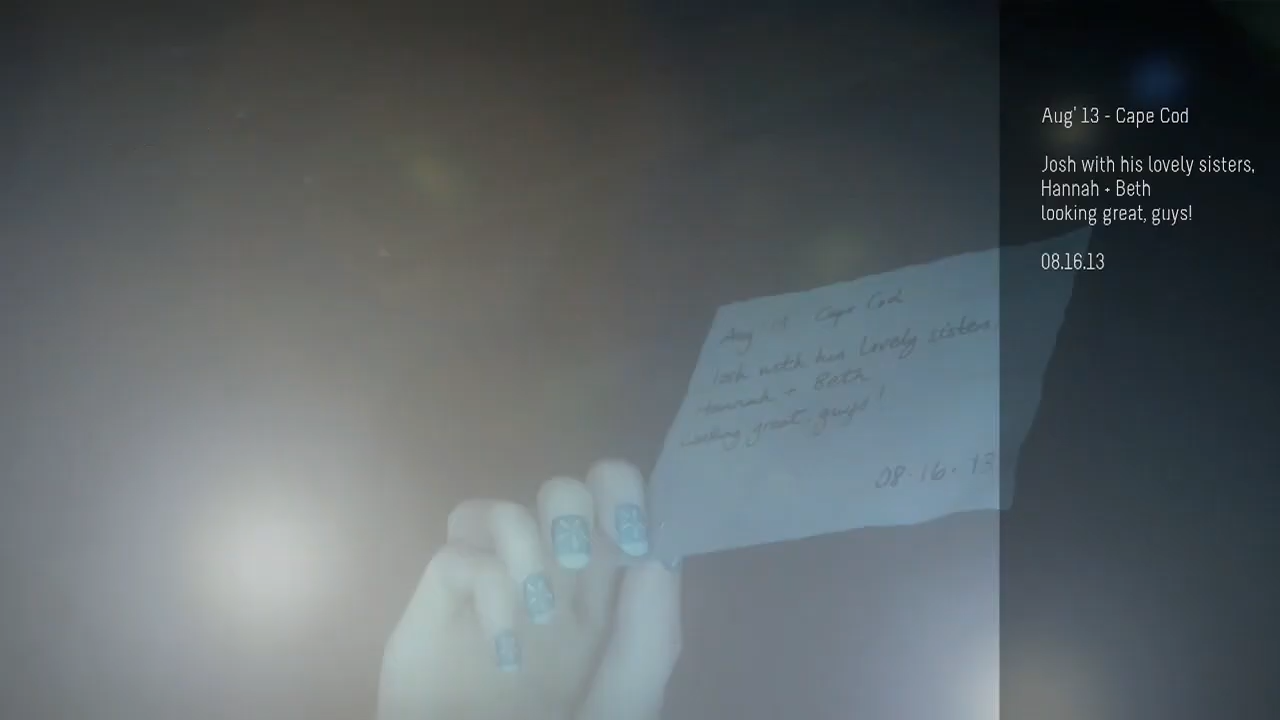 Aug' 13 - Cape Cod
Josh with his lovely sisters,
Hannah + Beth
looking great, guys!
08.16.13
Aug 13 Cape Cod
Josh with his lovely sisters,
Hannah + Beth
looking great, guys!
08.16.13